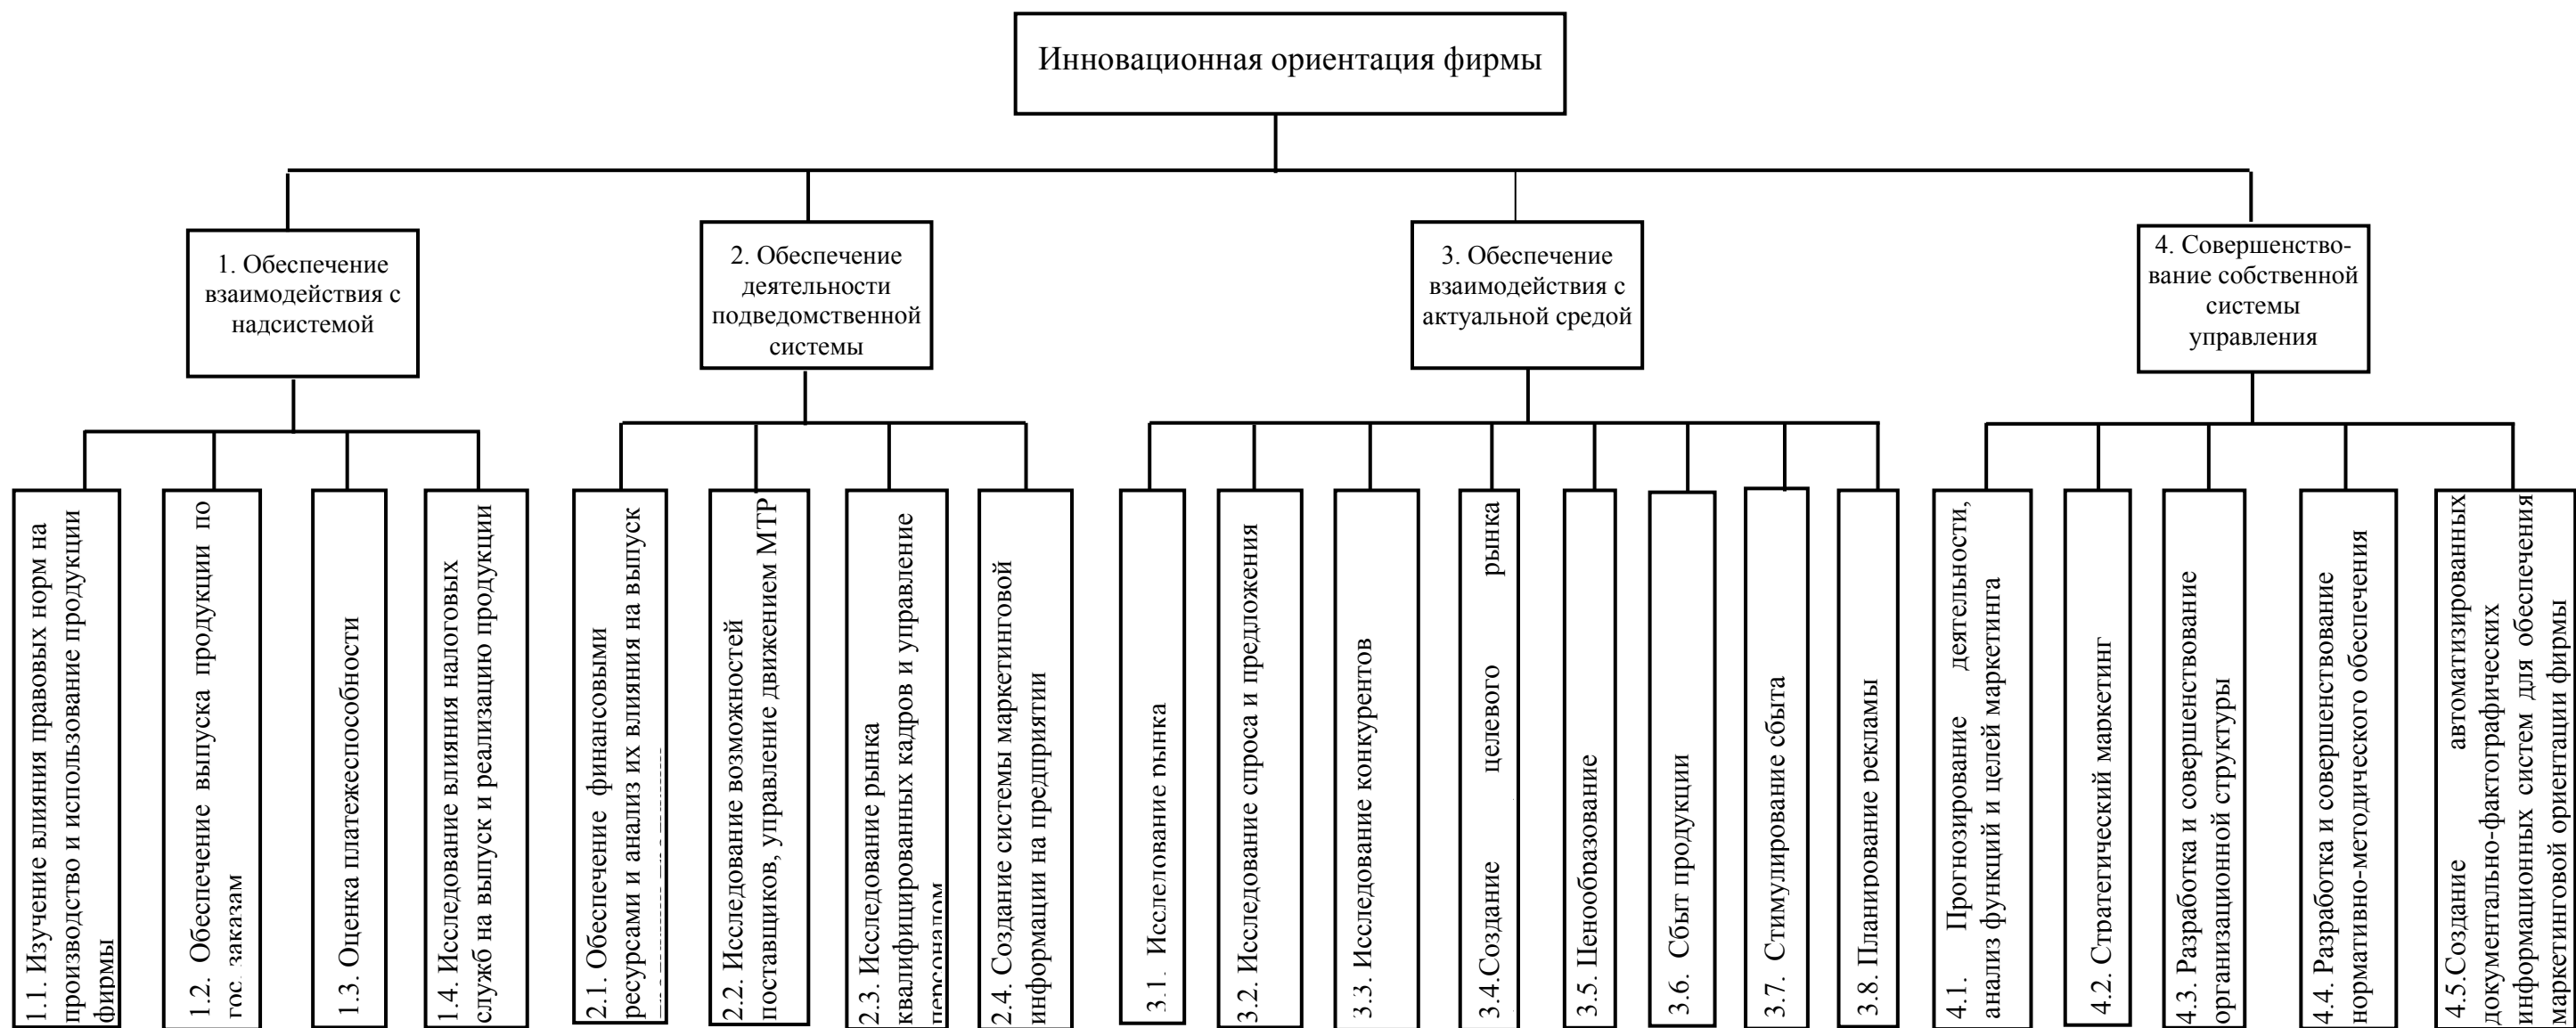 Инновационная ориентация фирмы
1. Обеспечение
взаимодействия с
надсистемой
2. Обеспечение
деятельности
подведомственной
системы
3. Обеспечение
взаимодействия с
актуальной средой
4. Совершенство-
вание собственной
системы
управления
1.1. Изучение влияния правовых норм на
производство и использование продукции
фирмы
1.2. Обеспечение выпуска продукции по
гос. заказам
1.3. Оценка платежеспособности
1.4. Исследование влияния налоговых
служб на выпуск и реализацию продукции
2.1. Обеспечение финансовыми
ресурсами и анализ их влияния на выпуск
2.2. Исследование возможностей
поставщиков, управление движением МТР
2.3. Исследование рынка
квалифицированных кадров и управление
персоналом
2.4. Создание системы маркетинговой
информации на предприятии
3.1. Исследование рынка
3.2. Исследование спроса и предложения
3.3. Исследование конкурентов
3.4.Создание целевого рынка
3.5. Ценообразование
3.6. Сбыт продукции
3.7. Стимулирование сбыта
3.8. Планирование рекламы
4.1. Прогнозирование деятельности,
анализ функций и целей маркетинга
4.2. Стратегический маркетинг
4.3. Разработка и совершенствование
организационной структуры
4.4. Разработка и совершенствование
нормативно-методического обеспечения
4.5.Создание автоматизированных
документально-фактографических
информационных систем для обеспечения
маркетинговой ориентации фирмы